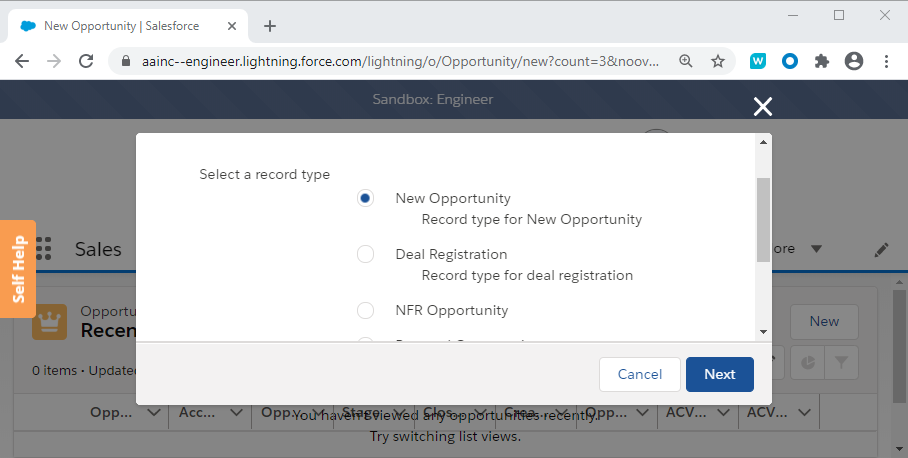 New Opportunity | Salesforce
aainc--engineer.lightning.force.com/lightning/o/Opportunity/new?count=3&noov...
Sandbox: Engineer
Select a record type
New Opportunity
Record type for New Opportunity
Deal Registration
Record type for deal registration
NFR Opportunity
Self Help
Sales
ore
Opportu
Recen
New
0 items • Updated
Cancel
Next
Opp... Acc... Opp... Stage Clos... Crea... Opp... ACV... ACV...
You haven't viewed any opportunities recently.
Try switching list views.